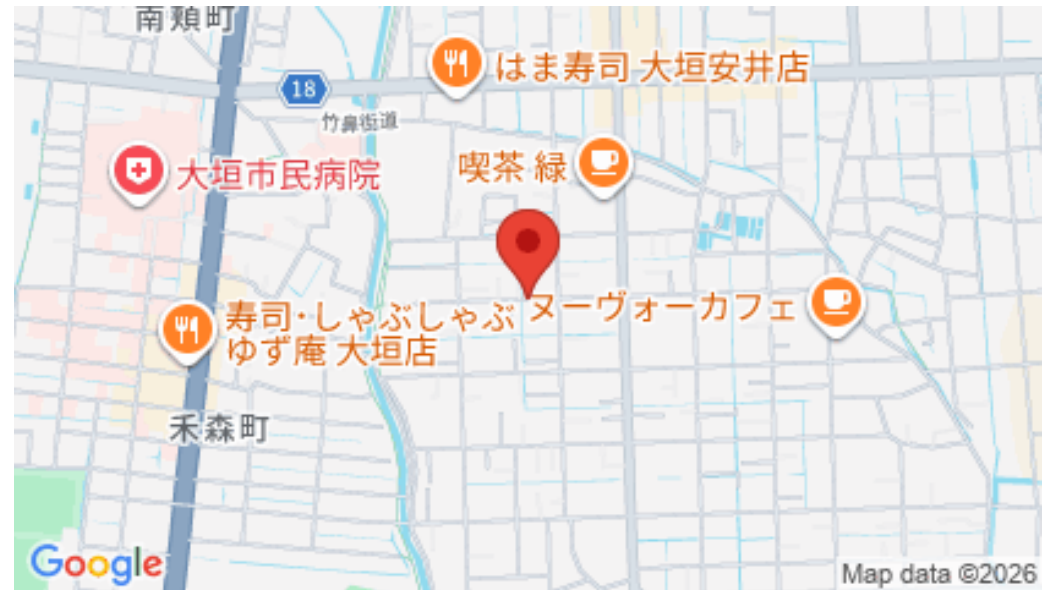 南頬町
はま寿司 大垣安井店
18
竹鼻街道
喫茶 緑
大垣市民病院
ヌーヴォーカフェ
寿司・しゃぶしゃぶ
ゆず庵 大垣店
禾森町
Google
Map data ©2026